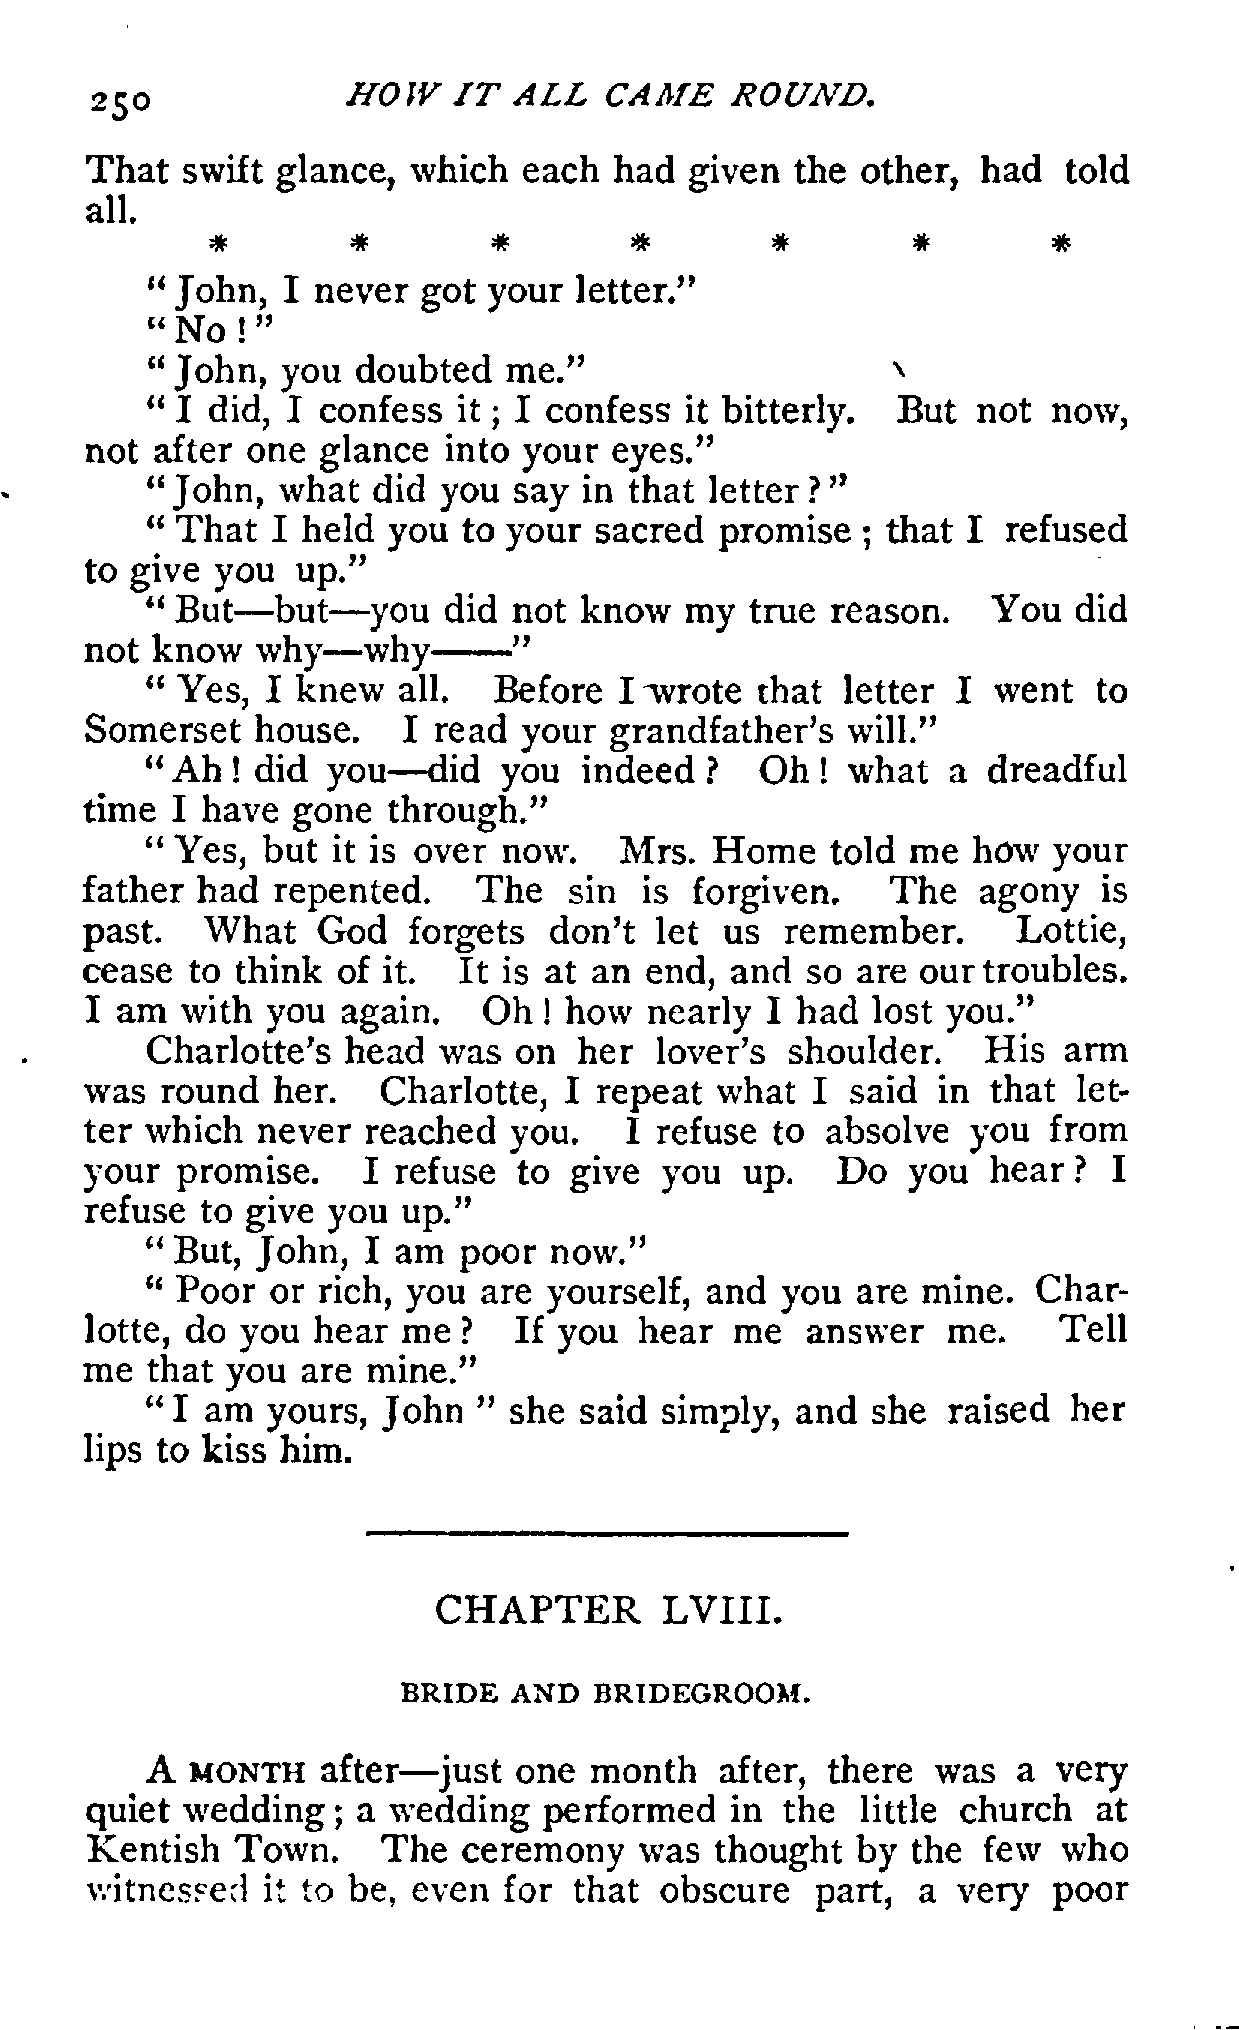 250 HOW IT ALL CAME ROUND.
That swift glance, which each had given the other, had told
all.
* * * * * * *
“ John, I never got your letter.”
“ No ! ”
“ John, you doubted me.”
“ I did, I confess it ; I confess it bitterly. But not now,
not after one glance into your eyes.”
“ John, what did you say in that letter ? ”
“ That I held you to your sacred promise ; that I refused
to give you up.”
“ But—but—you did not know my true reason. You did
not know why—why——”
“ Yes, I knew all. Before I wrote that letter I went to
Somerset house. I read your grandfather's will.”
“ Ah ! did you—did you indeed ? Oh ! what a dreadful
time I have gone through.”
“ Yes, but it is over now. Mrs. Home told me how your
father had repented. The sin is forgiven. The agony is
past. What God forgets don't let us remember. Lottie,
cease to think of it. It is at an end, and so are our troubles.
I am with you again. Oh ! how nearly I had lost you.”
Charlotte's head was on her lover's shoulder. His arm
was round her. Charlotte, I repeat what I said in that let-
ter which never reached you. I refuse to absolve you from
your promise. I refuse to give you up. Do you hear ? I
refuse to give you up.”
“ But, John, I am poor now.”
“ Poor or rich, you are yourself, and you are mine. Char-
lotte, do you hear me ? If you hear me answer me. Tell
me that you are mine.”
“ I am yours, John ” she said simply, and she raised her
lips to kiss him.
CHAPTER LVIII.
BRIDE AND BRIDEGROOM.
A MONTH after—just one month after, there was a very
quiet wedding ; a wedding performed in the little church at
Kentish Town. The ceremony was thought by the few who
witnessed it to be, even for that obscure part, a very poor